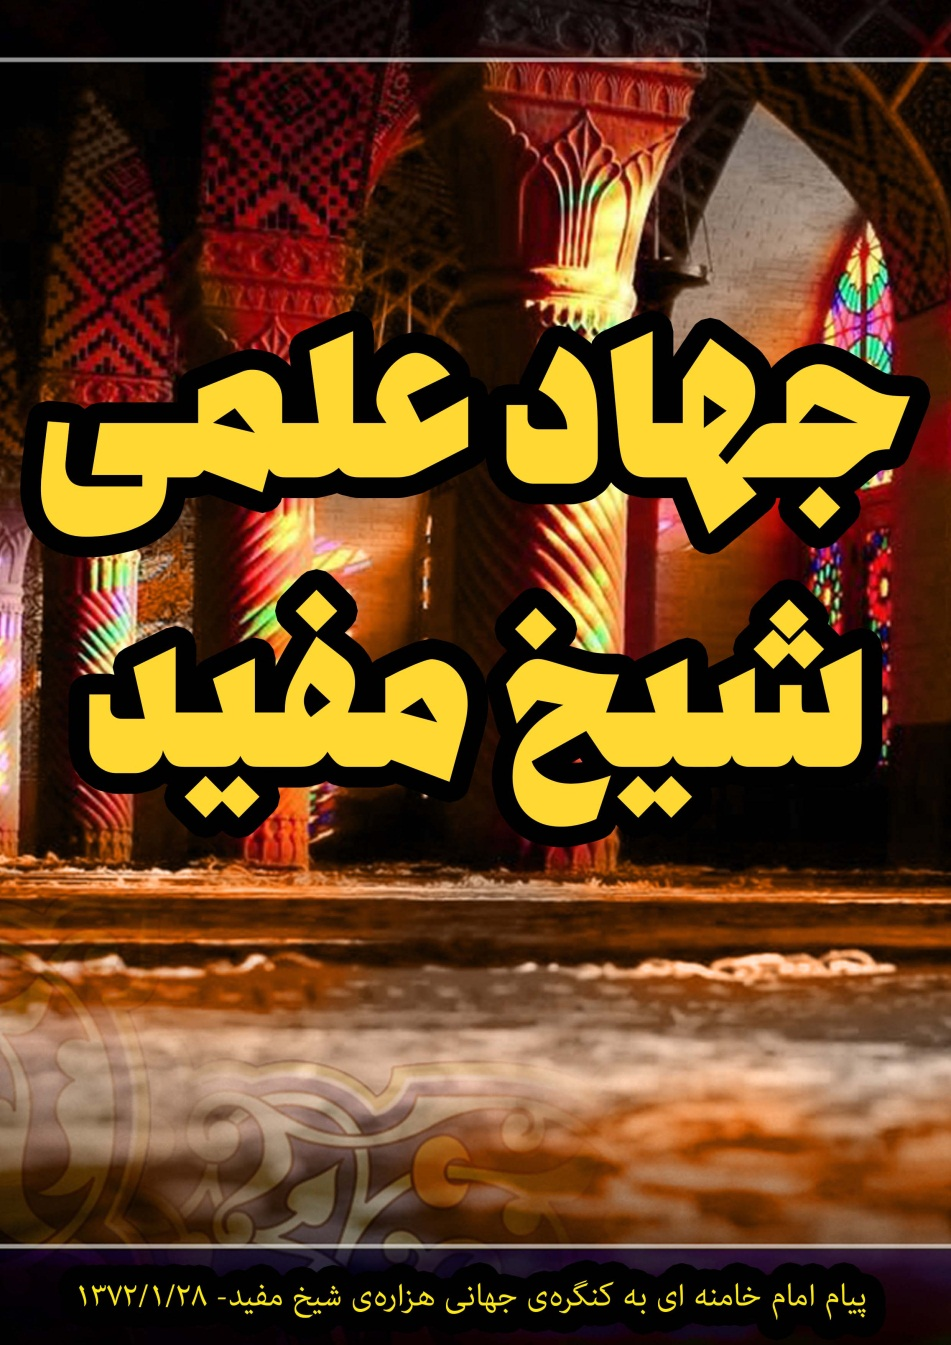 جهاد علمی
شیخ مفید
پیام امام خامنه ای به کنگره‌ی جهانی هزاره‌ی شیخ مفید- ۱۳۷۲/۱/۲۸